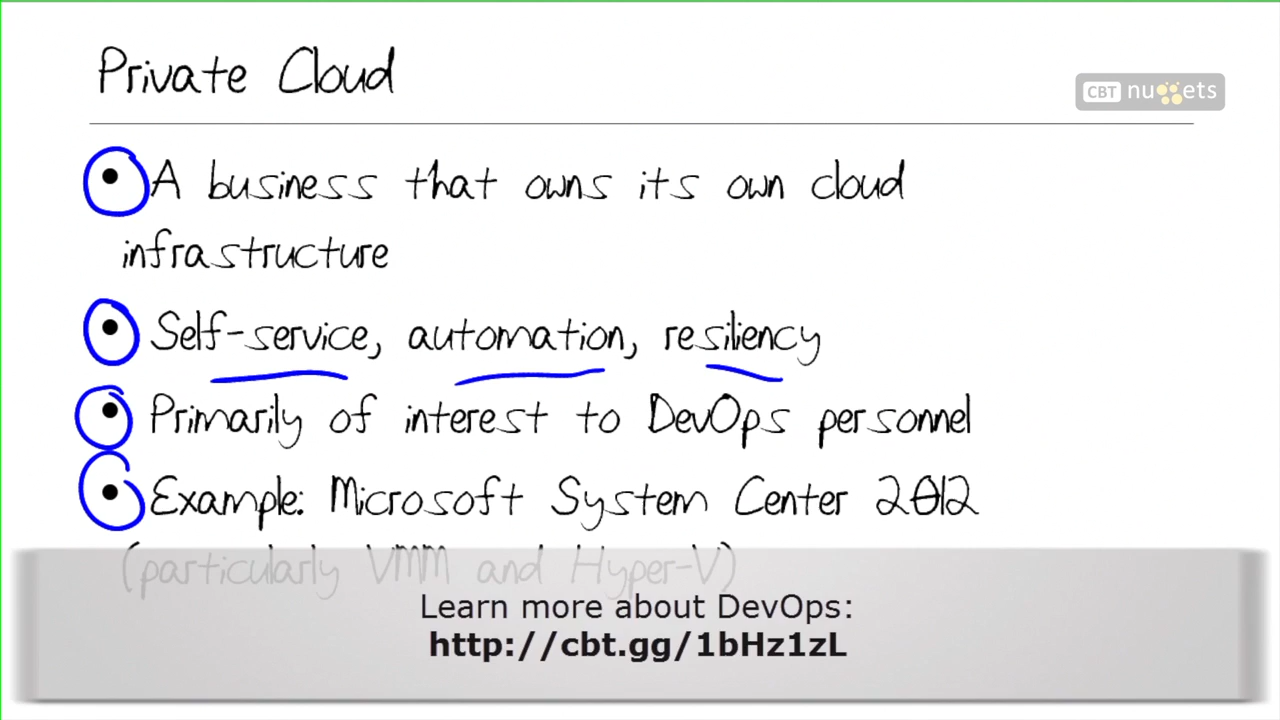 Private Cloud
CBT nuggets
• A business that owns its own cloud
infrastructure
• Self-service, automation, resiliency
• Primarily of interest to DevOps personnel
• Example: Microsoft System Center 2012
(particularly VMM and Hyper-V)
Learn more about DevOps:
http://cbt.gg/1bHz1zL